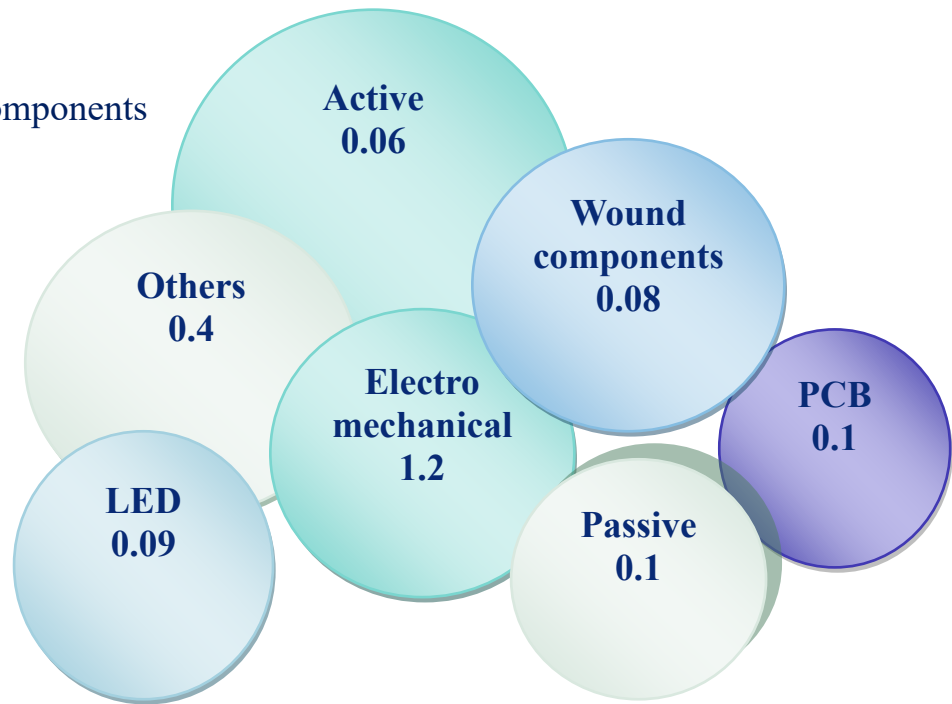 omponents
Active
0.06
Wound
components
0.08
Others
0.4
Electro
mechanical
1.2
PCB
0.1
LED
0.09
Passive
0.1